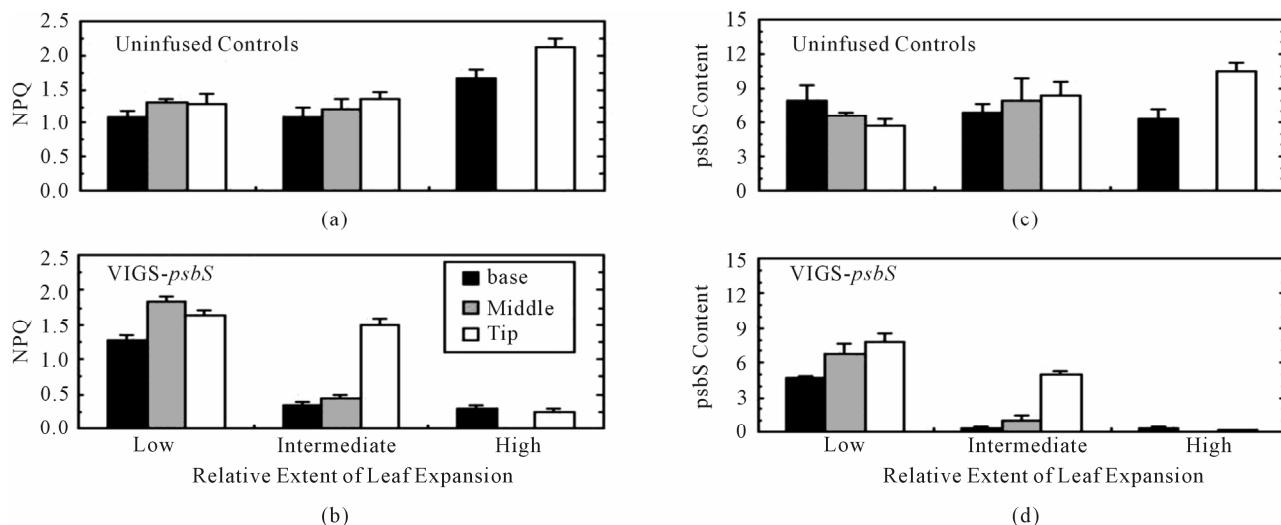 2.5
2.0
1.5
1.0
0.5
0.0
NPQ
Uninfused Controls
(a)
2.5
2.0
1.5
1.0
0.5
0.0
NPQ
VIGS-psbS
base
Middle
Tip
Low Intermediate High
Relative Extent of Leaf Expansion
(b)
15
12
9
6
3
0
psbS Content
Uninfused Controls
(c)
15
12
9
6
3
0
psbS Content
VIGS-psbS
Low Intermediate High
Relative Extent of Leaf Expansion
(d)